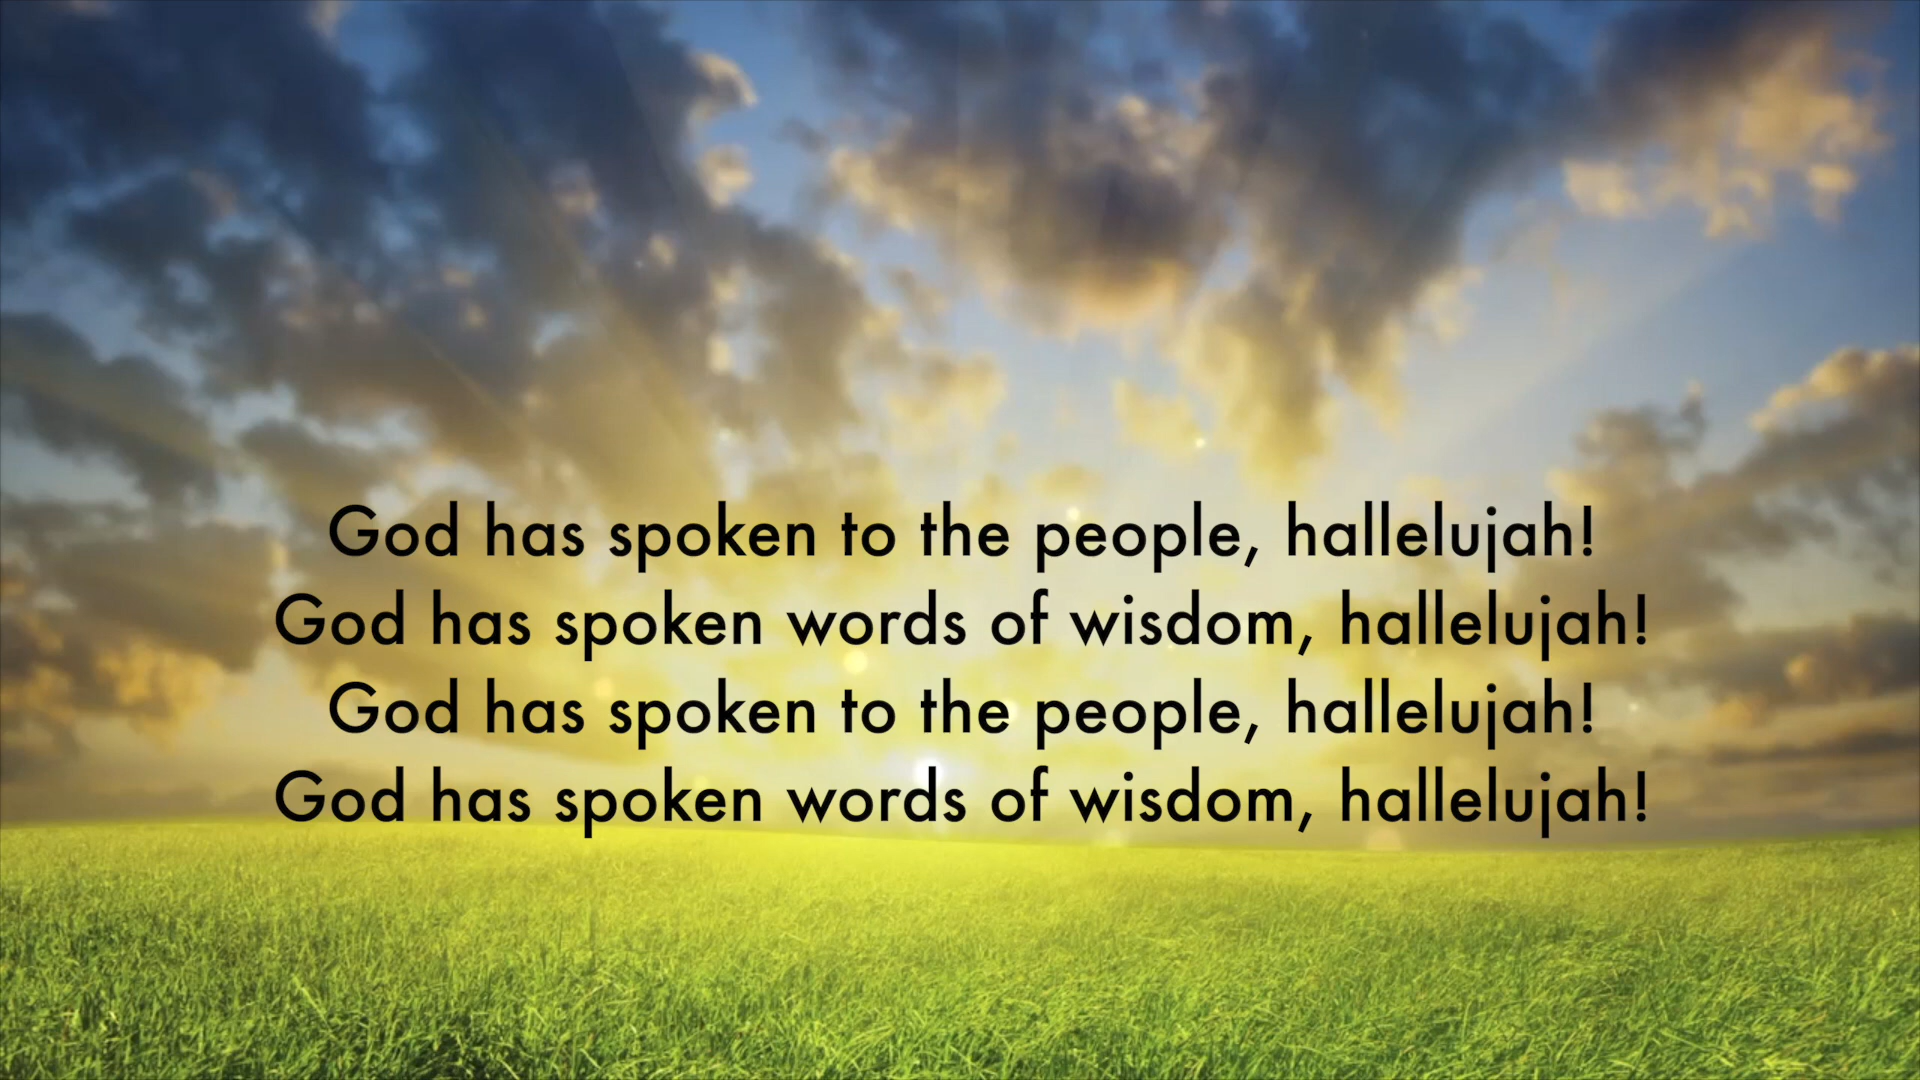 God has spoken to the people, hallelujah!
God has spoken words of wisdom, hallelujah!
God has spoken to the people, hallelujah!
God has spoken words of wisdom, hallelujah!